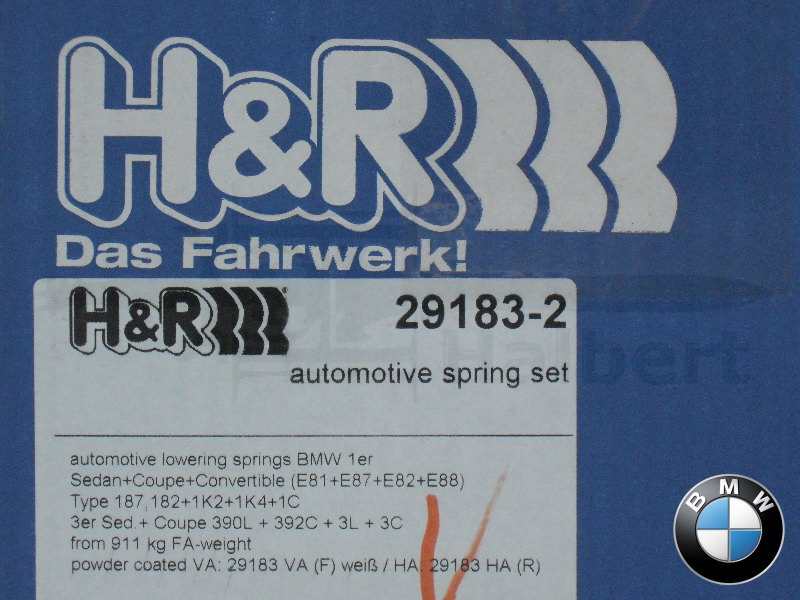 H&R
Das Fahrwerk!
H&R
29183-2
automotive spring set
Halbert
automotive lowering springs BMW 1er
Sedan+Coupe+Convertible (E81+E87+E82+E88)
Type 187,182+1K2+1K4+1C
3er Sed.+ Coupe 390L + 392C + 3L + 3C
from 911 kg FA-weight
powder coated VA: 29183 VA (F) weiß / HA: 29183 HA (R)
BMW